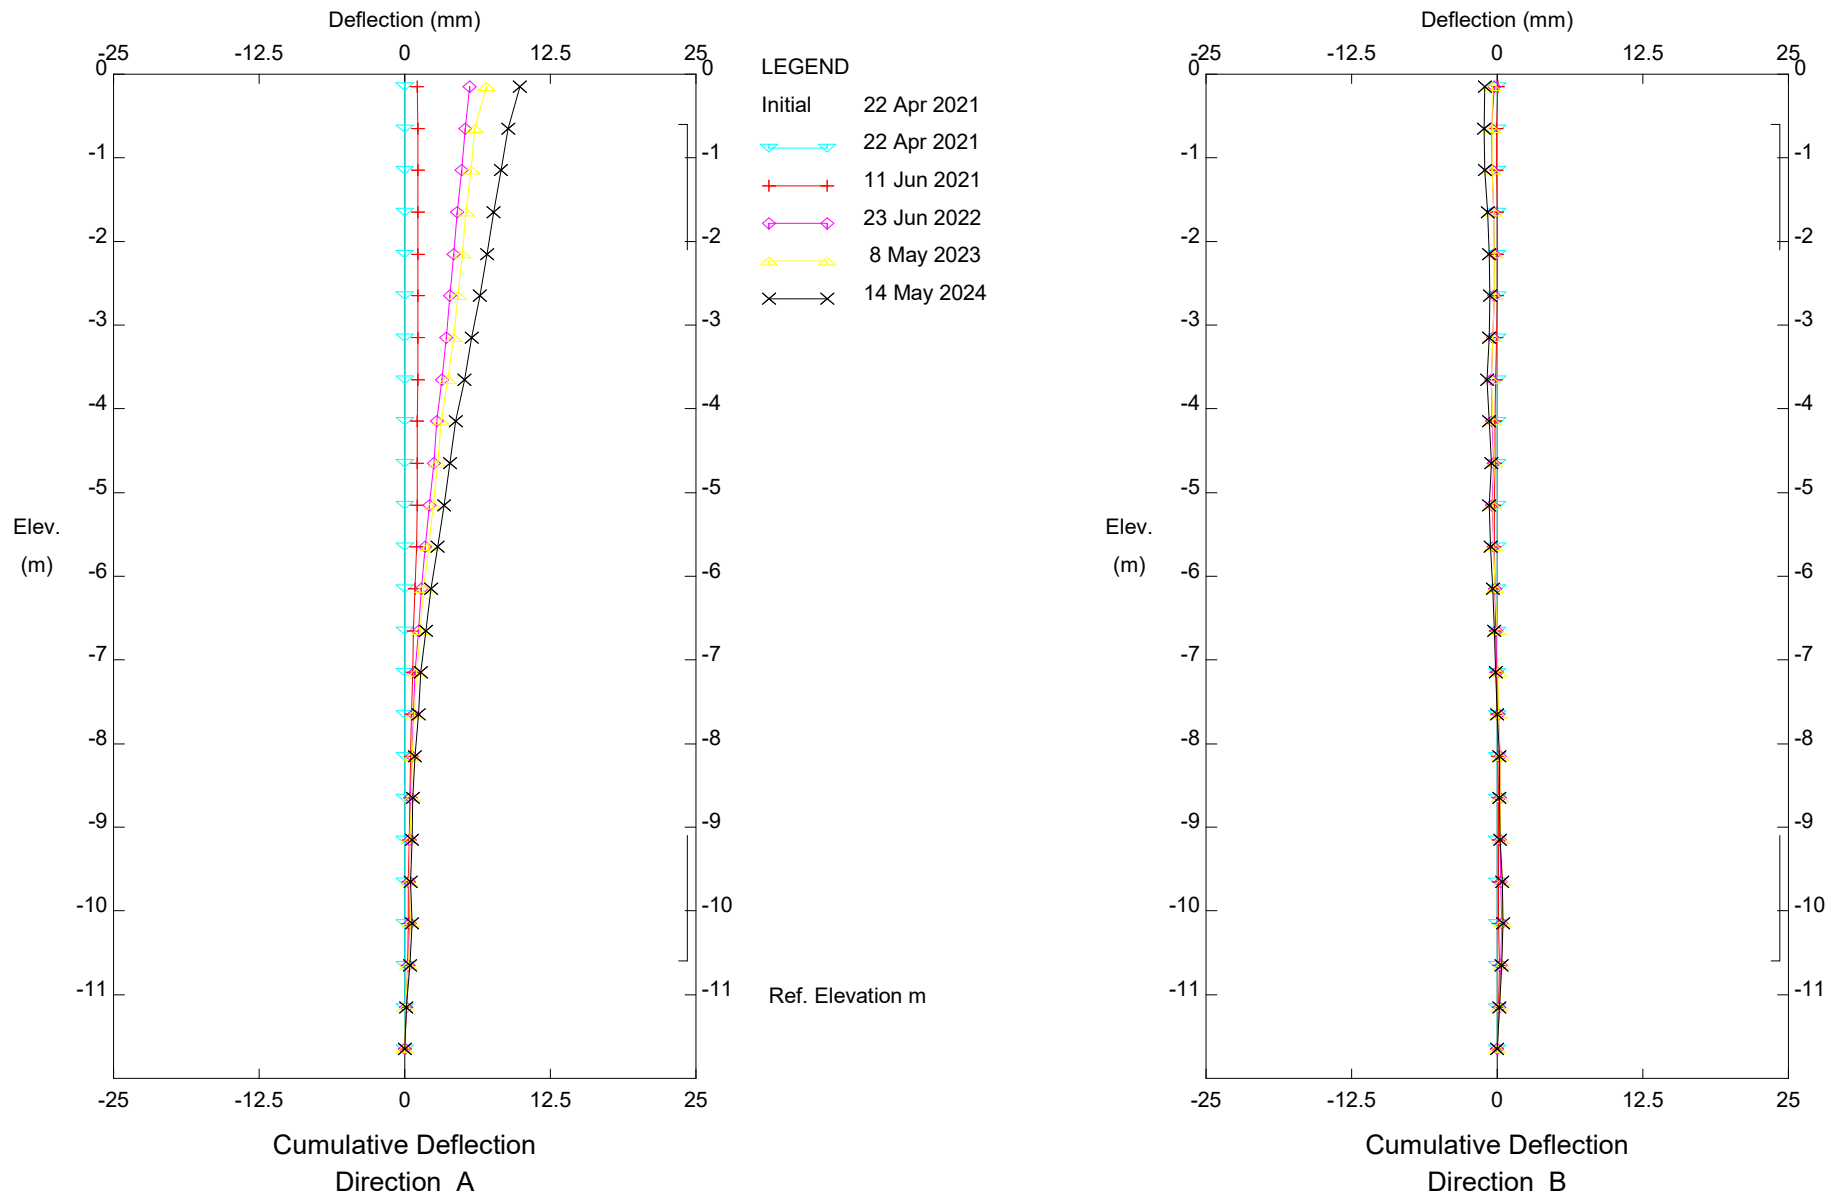 Deflection (mm)
-25 -12.5 0 12.5 25
0 0
-1 -1
-2 -2
-3 -3
-4 -4
-5 -5
Elev.
(m)
-6 -6
-7 -7
-8 -8
-9 -9
-10 -10
-11 -11
-25 -12.5 0 12.5 25
Cumulative Deflection
Direction A
LEGEND
Initial 22 Apr 2021
22 Apr 2021
11 Jun 2021
23 Jun 2022
8 May 2023
14 May 2024
Ref. Elevation m
Deflection (mm)
-25 -12.5 0 12.5 25
0 0
-1 -1
-2 -2
-3 -3
-4 -4
-5 -5
Elev.
(m)
-6 -6
-7 -7
-8 -8
-9 -9
-10 -10
-11 -11
-25 -12.5 0 12.5 25
Cumulative Deflection
Direction B